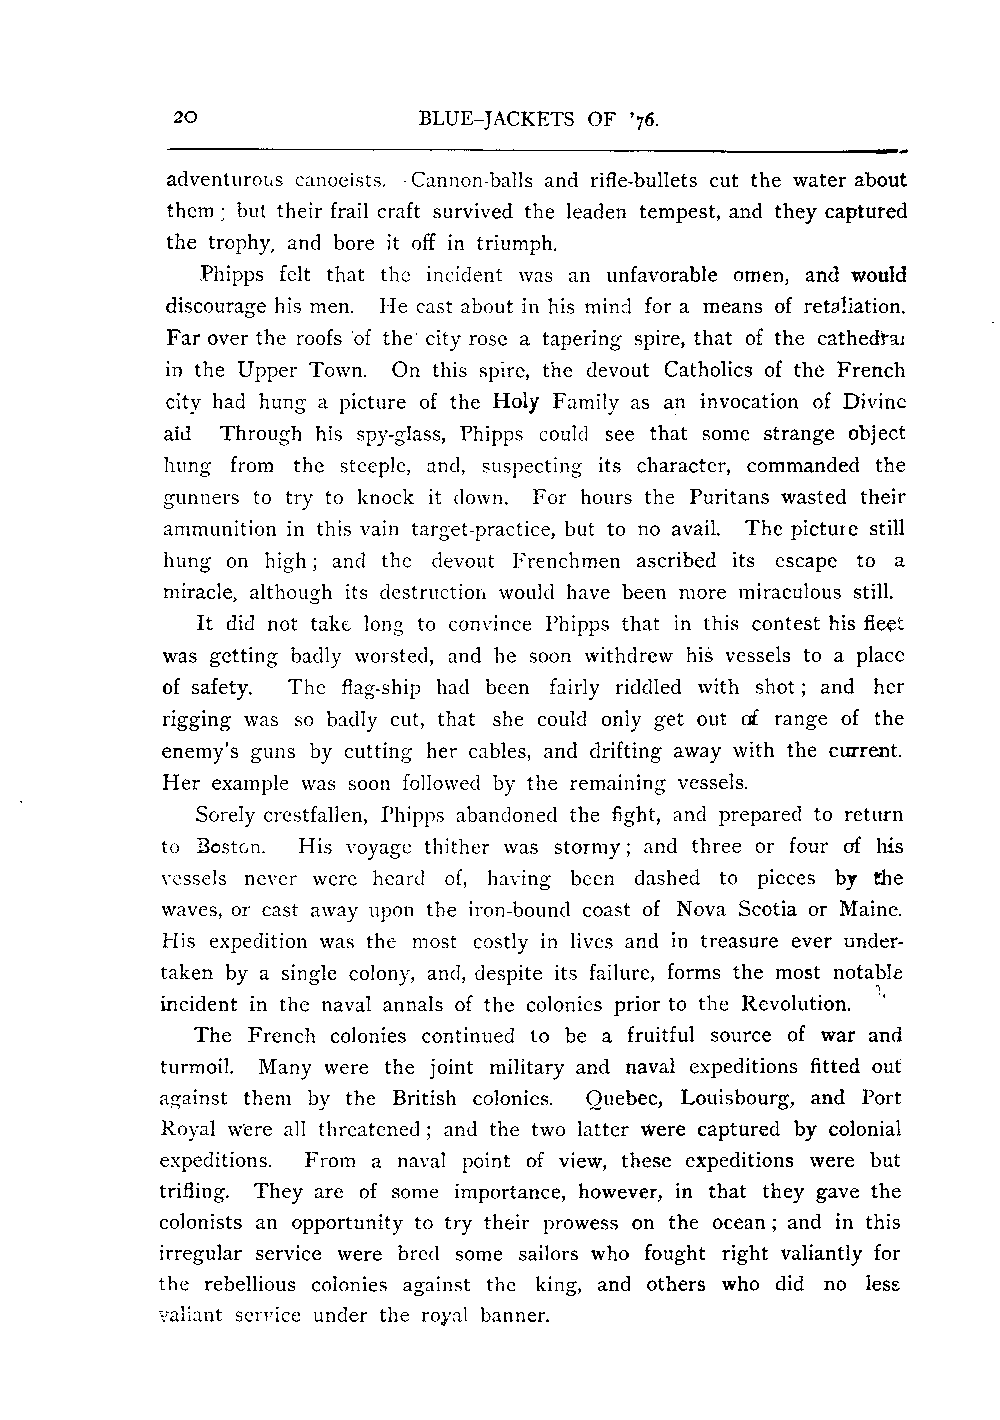 20 BLUE-JACKETS OF '76.
adventurous canoeists. Cannon-balls and rifle-bullets cut the water about
them; but their frail craft survived the leaden tempest, and they captured
the trophy, and bore it off in triumph.
Phipps felt that the incident was an unfavorable omen, and would
discourage his men. He cast about in his mind for a means of retaliation.
Far over the roofs of the city rose a tapering spire, that of the cathedral
in the Upper Town. On this spire, the devout Catholics of the French
city had hung a picture of the Holy Family as an invocation of Divine
aid Through his spy-glass, Phipps could see that some strange object
hung from the steeple, and, suspecting its character, commanded the
gunners to try to knock it down. For hours the Puritans wasted their
ammunition in this vain target-practice, but to no avail. The picture still
hung on high; and the devout Frenchmen ascribed its escape to a
miracle, although its destruction would have been more miraculous still.
It did not take long to convince Phipps that in this contest his fleet
was getting badly worsted, and he soon withdrew his vessels to a place
of safety. The flag-ship had been fairly riddled with shot; and her
rigging was so badly cut, that she could only get out of range of the
enemy's guns by cutting her cables, and drifting away with the current.
Her example was soon followed by the remaining vessels.
Sorely crestfallen, Phipps abandoned the fight, and prepared to return
to Boston. His voyage thither was stormy; and three or four of his
vessels never were heard of, having been dashed to pieces by the
waves, or cast away upon the iron-bound coast of Nova Scotia or Maine.
His expedition was the most costly in lives and in treasure ever under-
taken by a single colony, and, despite its failure, forms the most notable
incident in the naval annals of the colonies prior to the Revolution.
The French colonies continued to be a fruitful source of war and
turmoil. Many were the joint military and naval expeditions fitted out
against them by the British colonies. Quebec, Louisbourg, and Port
Royal were all threatened; and the two latter were captured by colonial
expeditions. From a naval point of view, these expeditions were but
trifling. They are of some importance, however, in that they gave the
colonists an opportunity to try their prowess on the ocean; and in this
irregular service were bred some sailors who fought right valiantly for
the rebellious colonies against the king, and others who did no less
valiant service under the royal banner.